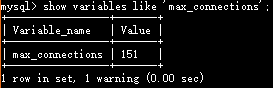 mysql> show variables like 'max_connections';
+-----------------+-------+
| Variable_name | Value |
+-----------------+-------+
| max_connections | 151 |
+-----------------+-------+
1 row in set, 1 warning (0.00 sec)